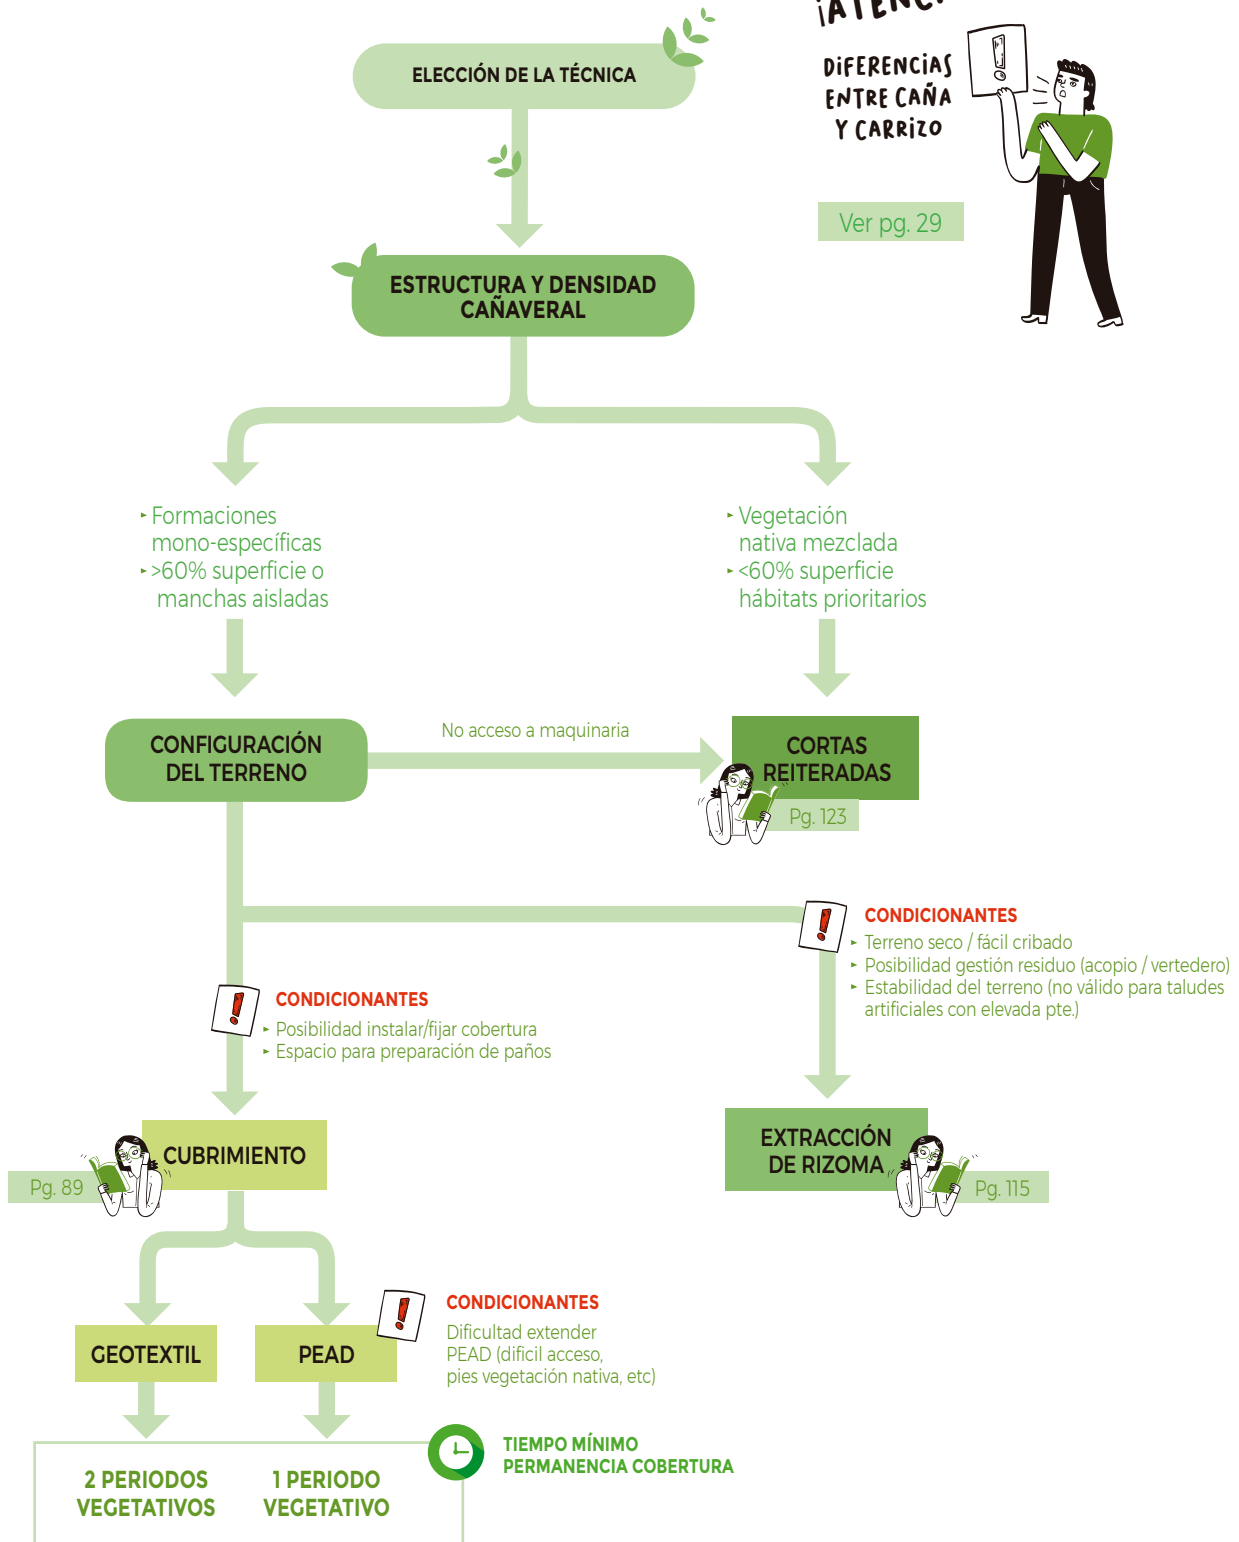 ELECCIÓN DE LA TÉCNICA
DiFERENCiAS
ENTRE CAÑA
Y CARRiZO
Ver pg. 29
ESTRUCTURA Y DENSIDAD
CAÑAVERAL
▸ Formaciones
mono-específicas
▸ >60% superficie o
manchas aisladas
▸ Vegetación
nativa mezclada
▸ <60% superficie
hábitats prioritarios
CONFIGURACIÓN
DEL TERRENO
No acceso a maquinaria
CORTAS
REITERADAS
Pg. 123
CONDICIONANTES
▸ Terreno seco / fácil cribado
▸ Posibilidad gestión residuo (acopio / vertedero)
▸ Estabilidad del terreno (no válido para taludes
artificiales con elevada pte.)
CONDICIONANTES
▸ Posibilidad instalar/fijar cobertura
▸ Espacio para preparación de paños
CUBRIMIENTO
Pg. 89
EXTRACCIÓN
DE RIZOMA
Pg. 115
CONDICIONANTES
Dificultad extender
PEAD (dificil acceso,
pies vegetación nativa, etc)
GEOTEXTIL
PEAD
TIEMPO MÍNIMO
PERMANENCIA COBERTURA
2 PERIODOS
VEGETATIVOS
1 PERIODO
VEGETATIVO